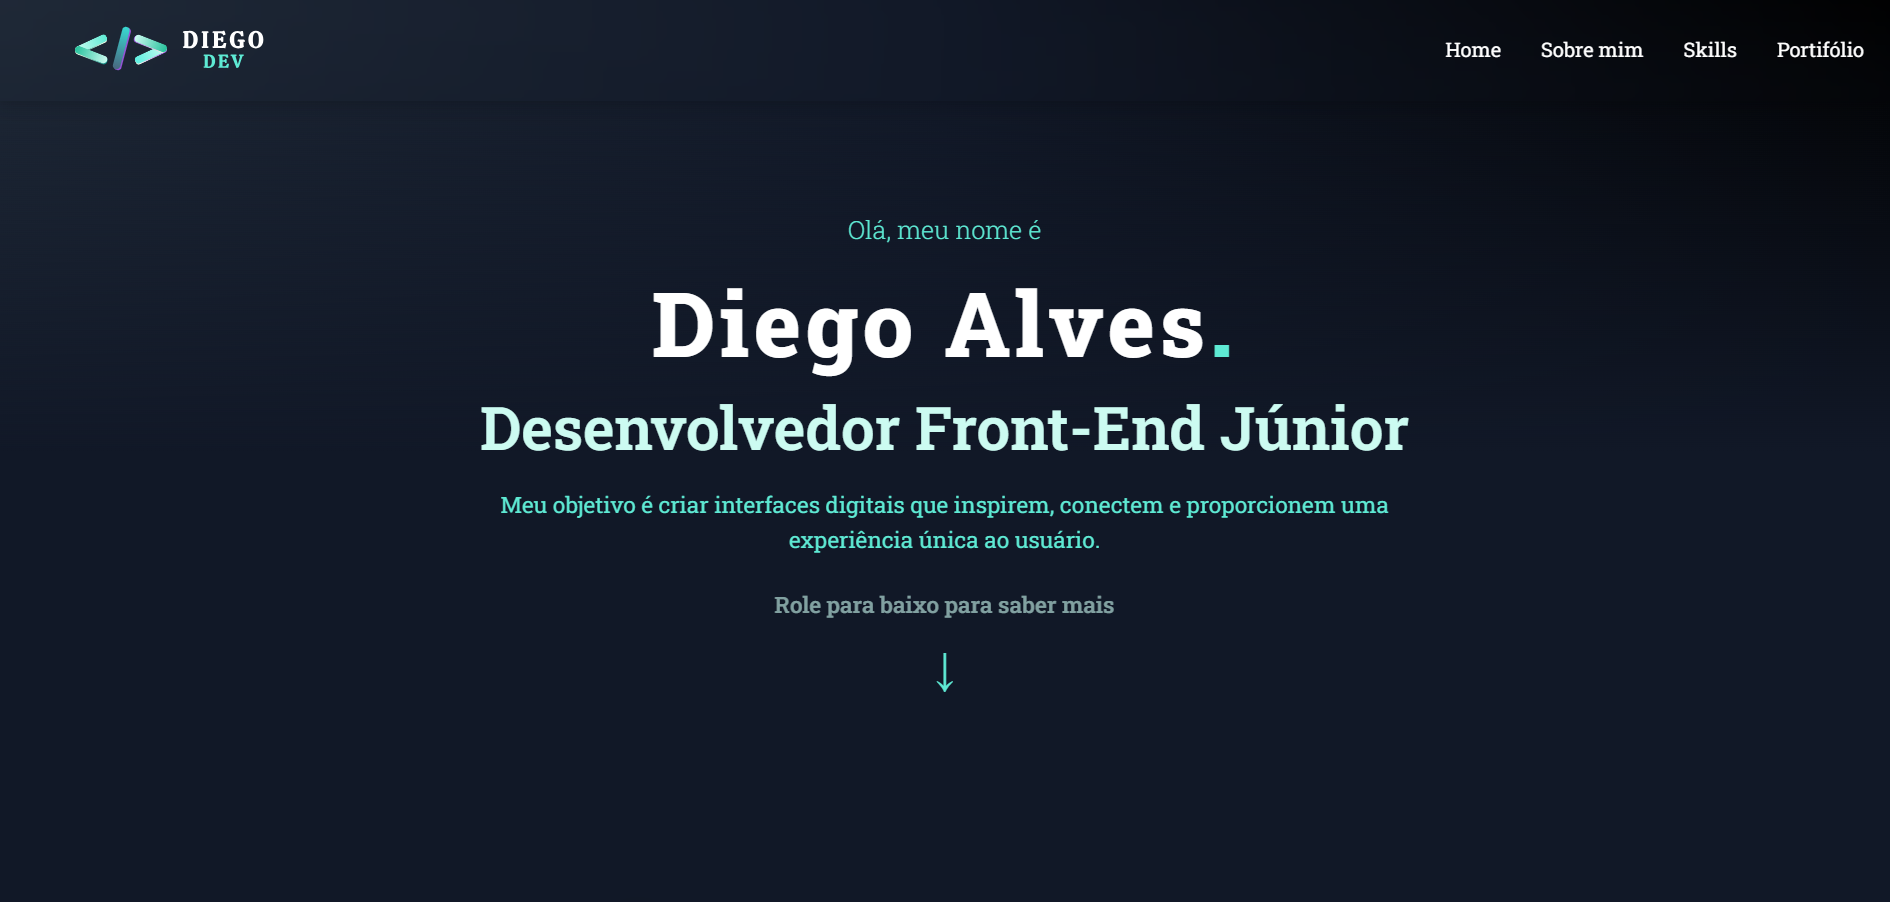 </> DIEGO
DEV
Home Sobre mim Skills Portifólio
Olá, meu nome é
Diego Alves.
Desenvolvedor Front-End Júnior
Meu objetivo é criar interfaces digitais que inspirem, conectem e proporcionem uma
experiência única ao usuário.
Role para baixo para saber mais
↓